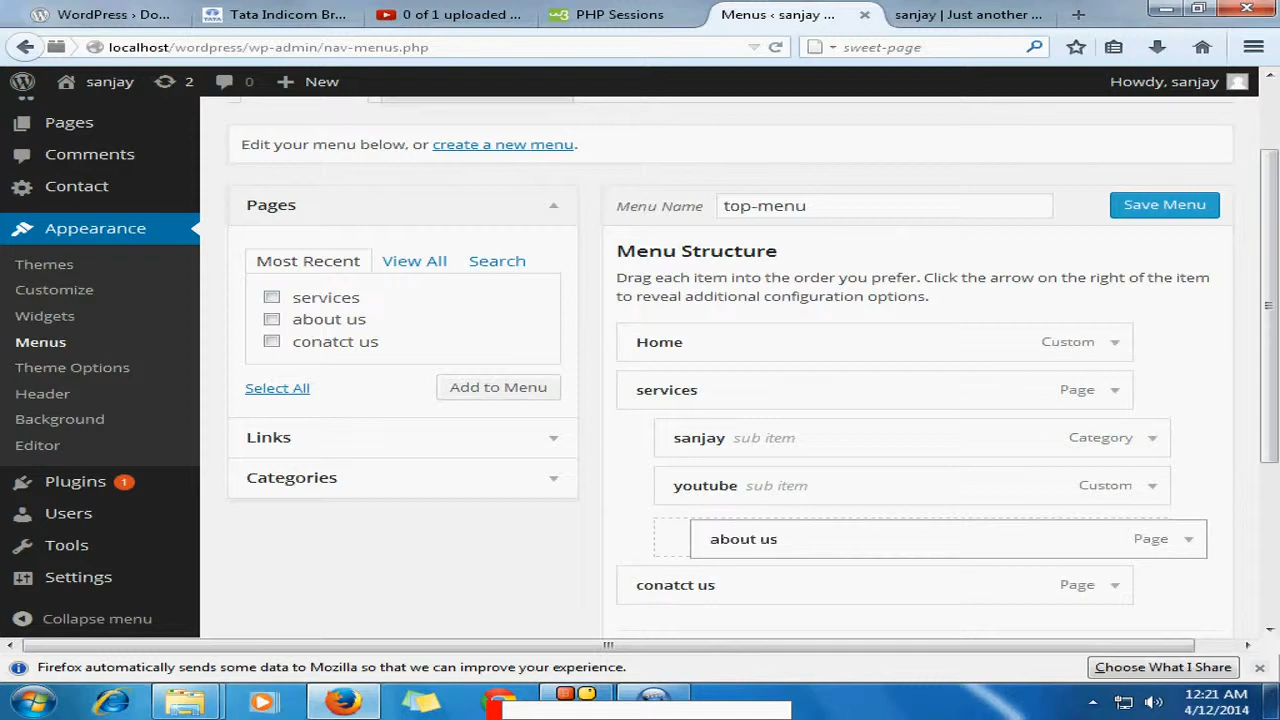 WordPress › Do...
Tata Indicom Br...
0 of 1 uploaded ...
PHP Sessions
Menus ‹ sanjay ...
sanjay | Just another ...
localhost/wordpress/wp-admin/nav-menus.php
sweet-page
sanjay
2
0
New
Howdy, sanjay
Pages
Comments
Contact
Appearance
Themes
Customize
Widgets
Menus
Theme Options
Header
Background
Editor
Plugins 1
Users
Tools
Settings
Collapse menu
Edit your menu below, or create a new menu.
Pages
Most Recent
View All
Search
services
about us
conatct us
Select All
Add to Menu
Links
Categories
Menu Name
top-menu
Save Menu
Menu Structure
Drag each item into the order you prefer. Click the arrow on the right of the item
to reveal additional configuration options.
Home
Custom
services
Page
sanjay sub item
Category
youtube sub item
Custom
about us
Page
conatct us
Page
Firefox automatically sends some data to Mozilla so that we can improve your experience.
Choose What I Share
12:21 AM
4/12/2014